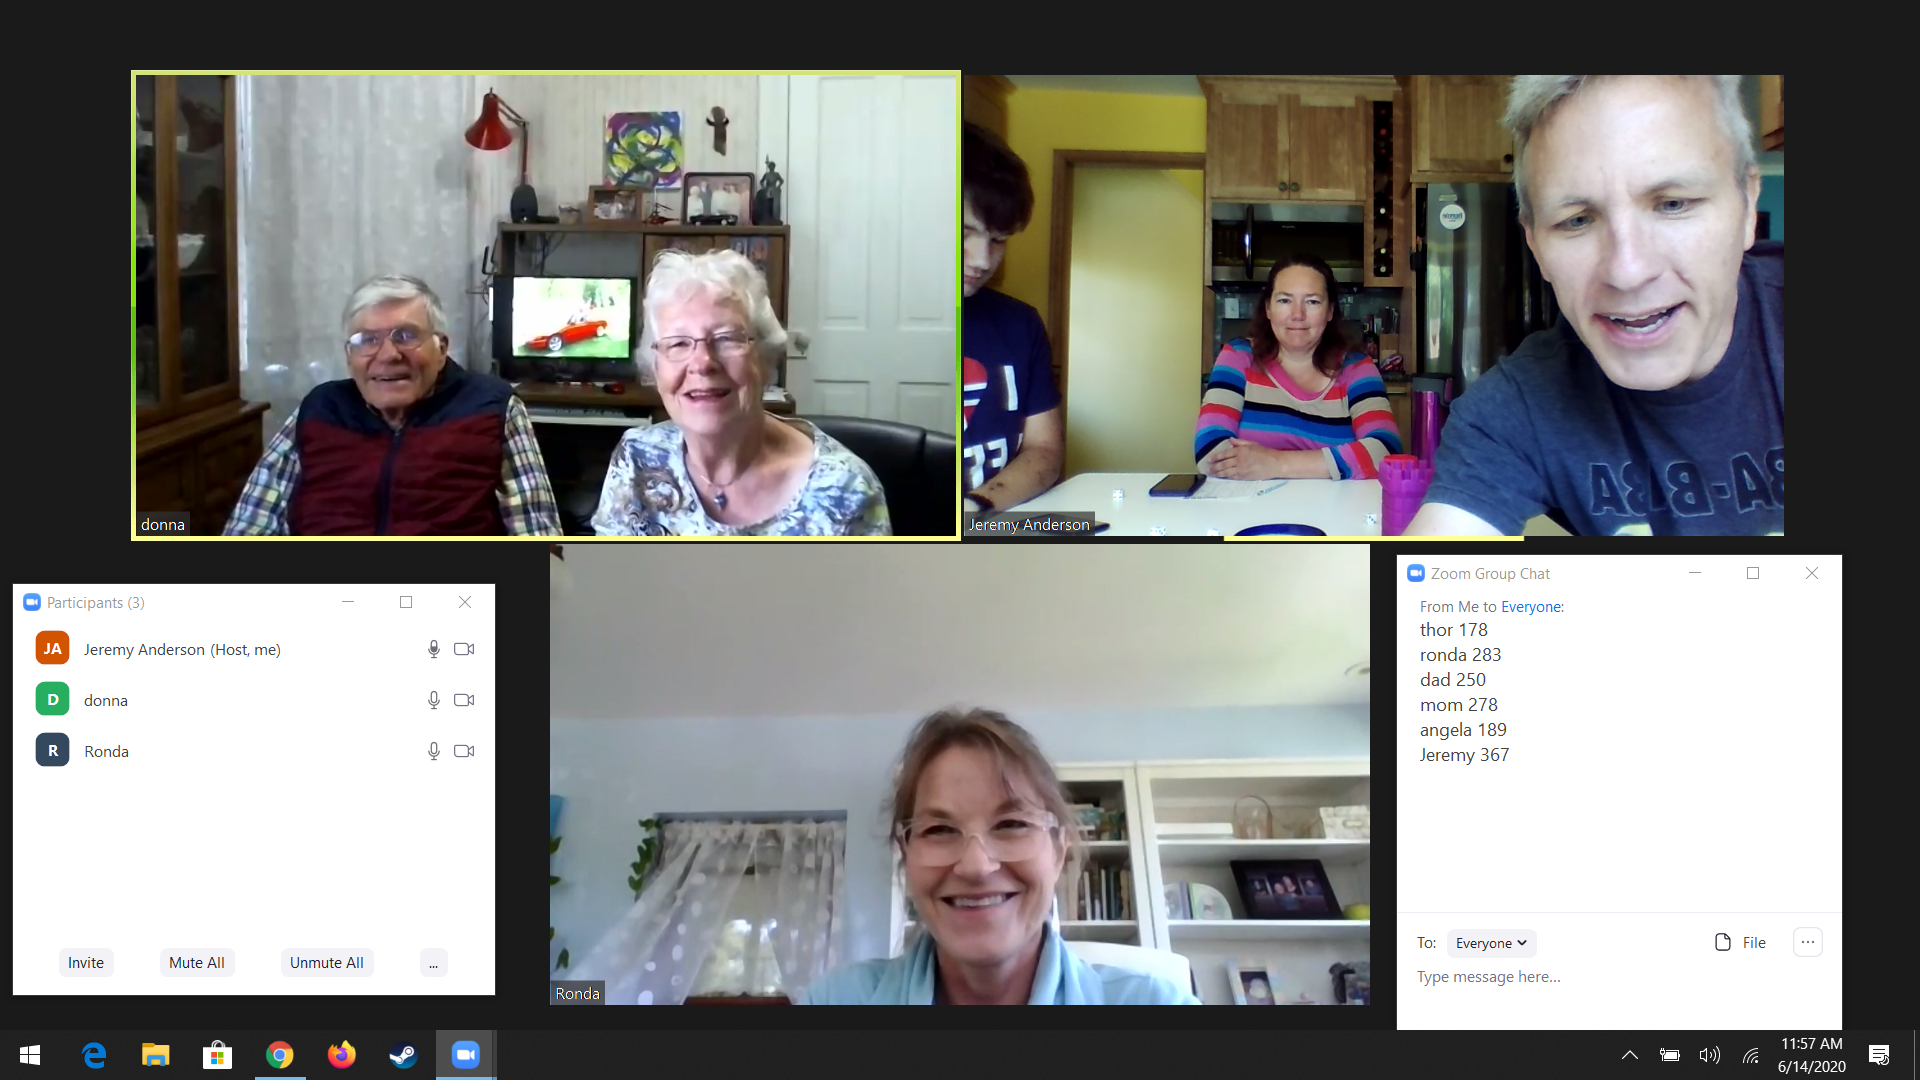 donna
Jeremy Anderson
BA-BA
Participants (3)
JA Jeremy Anderson (Host, me)
D donna
R Ronda
Invite Mute All Unmute All ...
Ronda
Zoom Group Chat
From Me to Everyone:
thor 178
ronda 283
dad 250
mom 278
angela 189
Jeremy 367
To: Everyone File ...
Type message here...
11:57 AM
6/14/2020